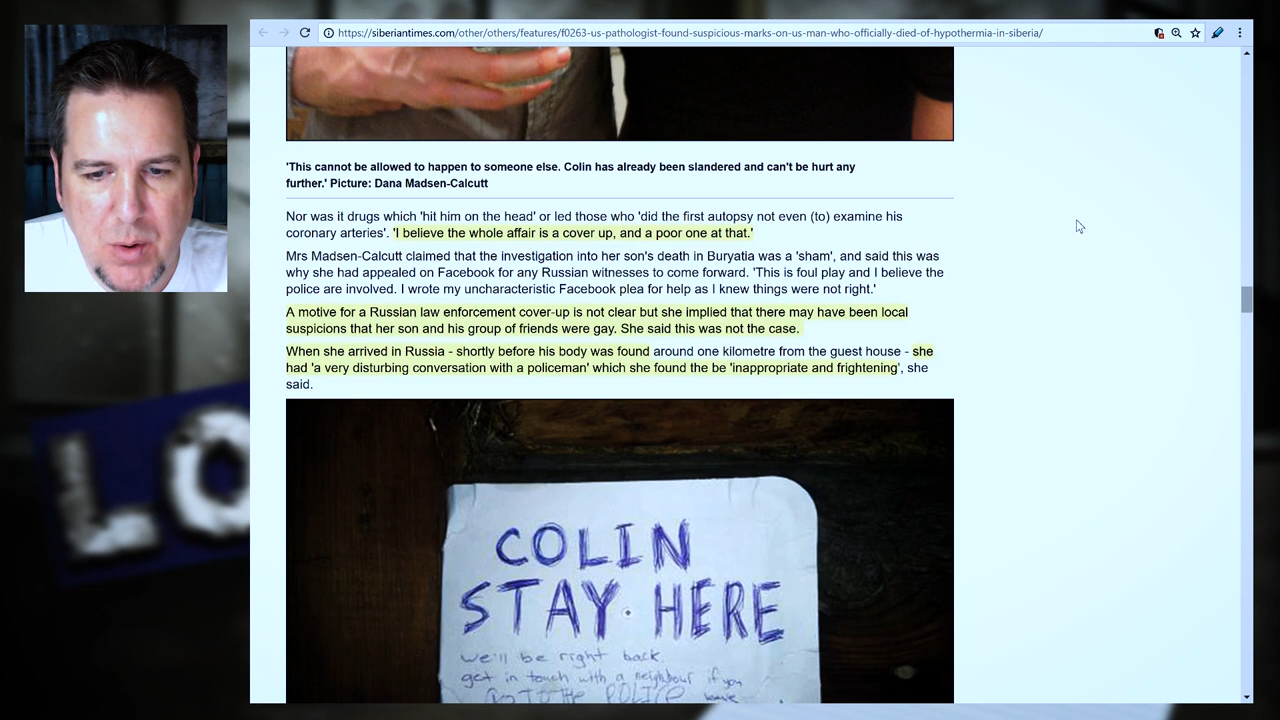 https://siberiantimes.com/other/others/features/f0263-us-pathologist-found-suspicious-marks-on-us-man-who-officially-died-of-hypothermia-in-siberia/
'This cannot be allowed to happen to someone else. Colin has already been slandered and can't be hurt any
further.' Picture: Dana Madsen-Calcutt
Nor was it drugs which 'hit him on the head' or led those who 'did the first autopsy not even (to) examine his
coronary arteries'. 'I believe the whole affair is a cover up, and a poor one at that.'
Mrs Madsen-Calcutt claimed that the investigation into her son's death in Buryatia was a 'sham', and said this was
why she had appealed on Facebook for any Russian witnesses to come forward. 'This is foul play and I believe the
police are involved. I wrote my uncharacteristic Facebook plea for help as I knew things were not right.'
A motive for a Russian law enforcement cover-up is not clear but she implied that there may have been local
suspicions that her son and his group of friends were gay. She said this was not the case.
When she arrived in Russia - shortly before his body was found around one kilometre from the guest house - she
had 'a very disturbing conversation with a policeman' which she found the be 'inappropriate and frightening', she
said.
COLIN
STAY HERE
we'll be right back.
get in touch with a neighbour if you
GO TO THE POLICE leave
LO